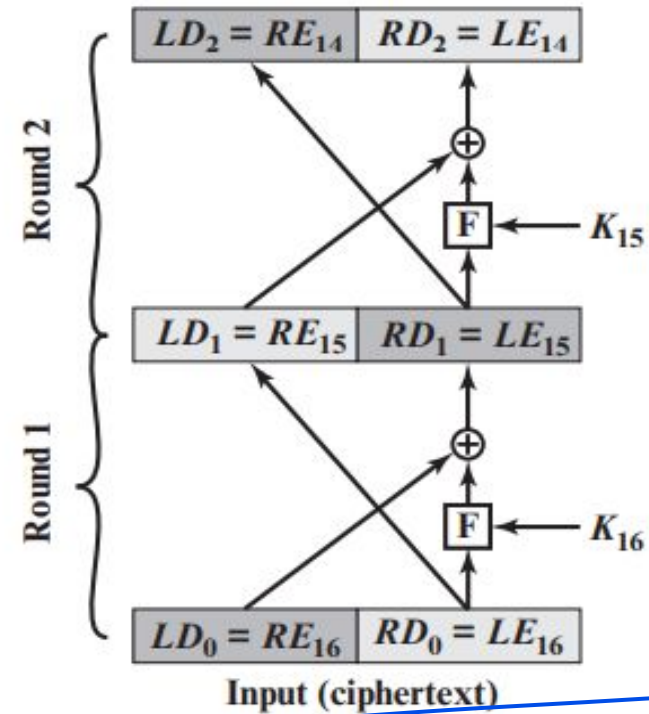 LD₂ = RE₁₄ RD₂ = LE₁₄
Round 2
F
K₁₅
LD₁ = RE₁₅ RD₁ = LE₁₅
Round 1
F
K₁₆
LD₀ = RE₁₆ RD₀ = LE₁₆
Input (ciphertext)